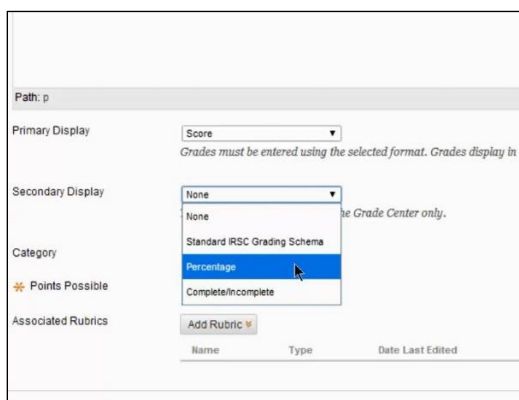 Path: p
Primary Display
Score
Grades must be entered using the selected format. Grades display in
Secondary Display
None
None
he Grade Center only.
Standard IRSC Grading Schema
Category
Percentage
Points Possible
Complete/Incomplete
Associated Rubrics
Add Rubric
Name Type Date Last Edited